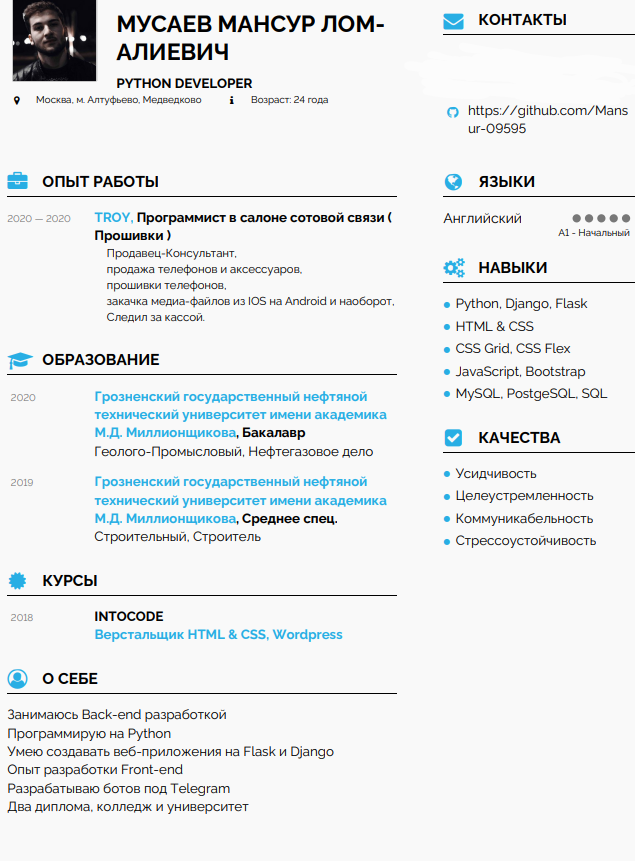 МУСАЕВ МАНСУР ЛОМ-
АЛИЕВИЧ
PYTHON DEVELOPER
Москва, м. Алтуфьево, Медведково
Возраст: 24 года
ОПЫТ РАБОТЫ
2020 — 2020
TROY, Программист в салоне сотовой связи (
Прошивки )
Продавец-Консультант,
продажа телефонов и аксессуаров,
прошивки телефонов,
закачка медиа-файлов из IOS на Android и наоборот,
Следил за кассой.
ОБРАЗОВАНИЕ
2020
Грозненский государственный нефтяной
технический университет имени академика
М.Д. Миллионщикова, Бакалавр
Геолого-Промысловый, Нефтегазовое дело
2019
Грозненский государственный нефтяной
технический университет имени академика
М.Д. Миллионщикова, Среднее спец.
Строительный, Строитель
КУРСЫ
2018
INTOCODE
Верстальщик HTML & CSS, Wordpress
О СЕБЕ
Занимаюсь Back-end разработкой
Программирую на Python
Умею создавать веб-приложения на Flask и Django
Опыт разработки Front-end
Разрабатываю ботов под Telegram
Два диплома, колледж и университет
КОНТАКТЫ
https://github.com/Mans
ur-09595
ЯЗЫКИ
Английский
A1 - Начальный
НАВЫКИ
Python, Django, Flask
HTML & CSS
CSS Grid, CSS Flex
JavaScript, Bootstrap
MySQL, PostgeSQL, SQL
КАЧЕСТВА
Усидчивость
Целеустремленность
Коммуникабельность
Стрессоустойчивость